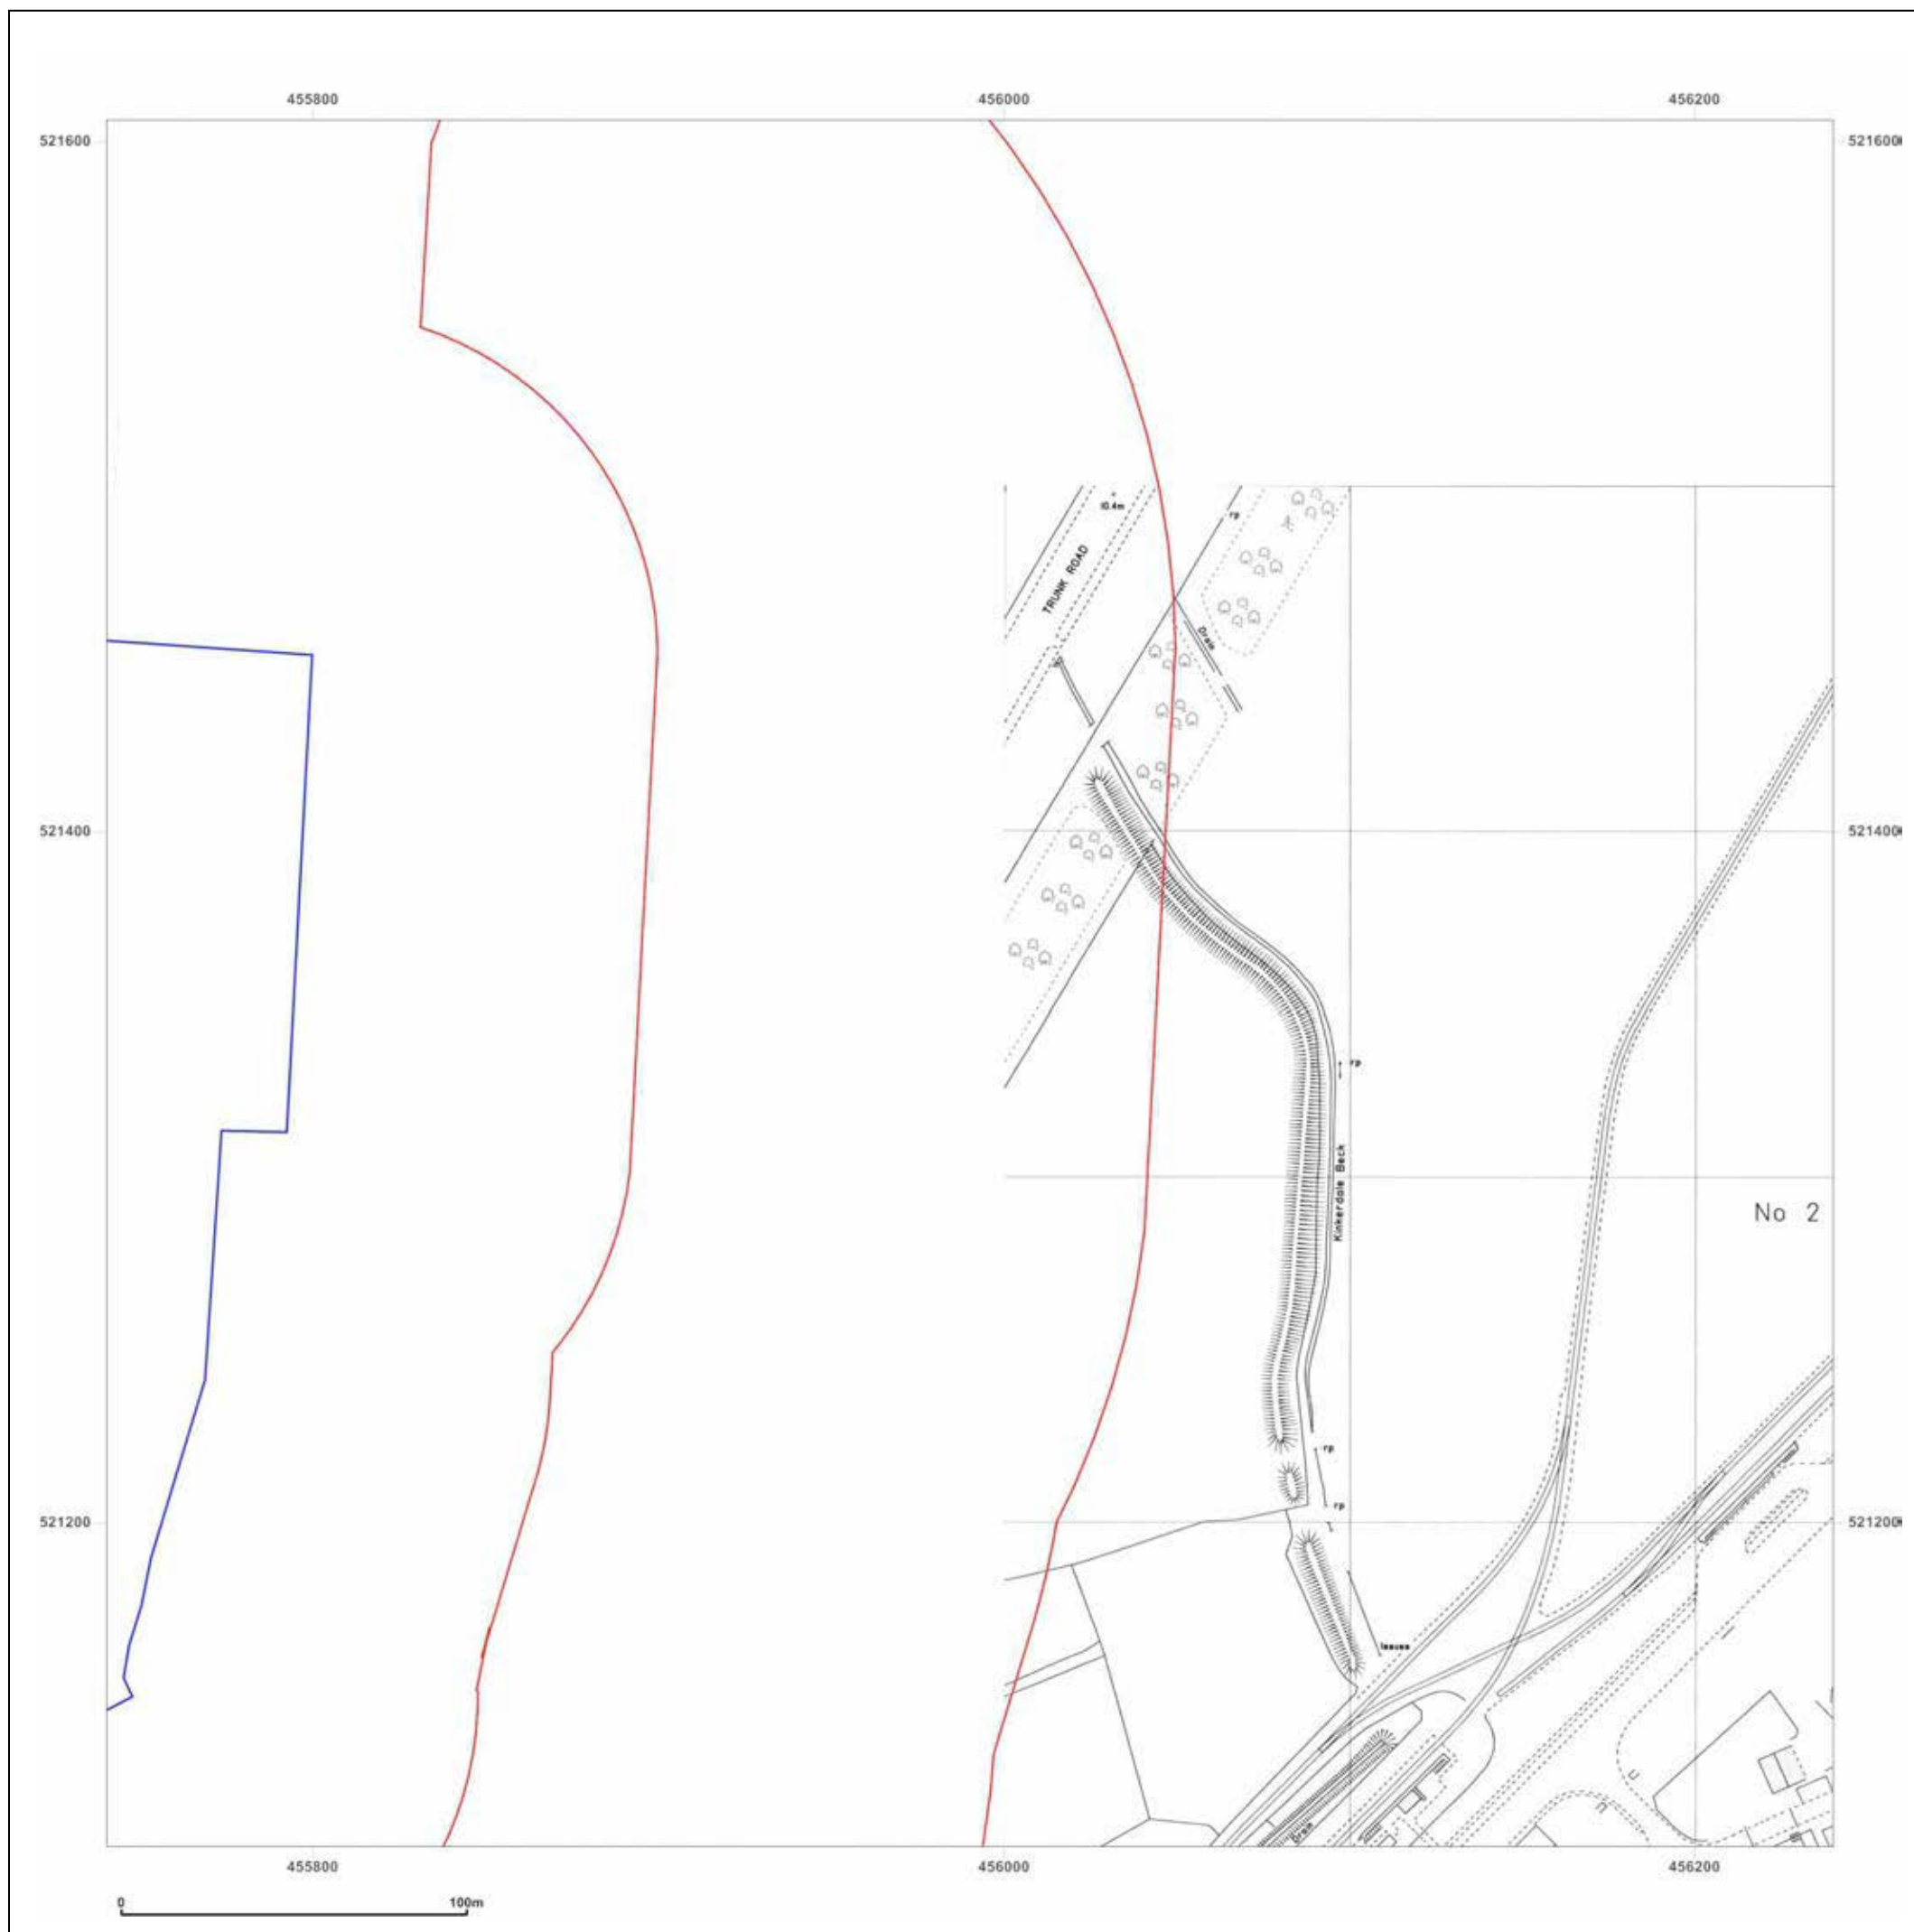 455800 456000 456200
521600 521600
10.4m
rp
TRUNK ROAD
Drain
521400 521400
rp
Kinkerdale Beck
No 2
rp
rp
521200 521200
Issues
Drain
455800 456000 456200
0 100m